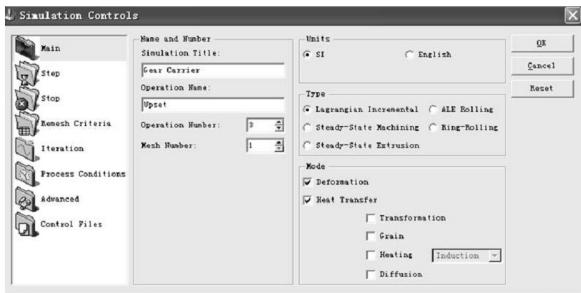 Simulation Controls
Main
Step
Stop
Remesh Criteria
Iteration
Process Conditions
Advanced
Control Files
Name and Number
Simulation Title:
Gear Carrier
Operation Name:
Upset
Operation Number: 3
Mesh Number: 1
Units
SI English
Type
Lagrangian Incremental ALE Rolling
Steady-State Machining Ring-Rolling
Steady-State Extrusion
Mode
Deformation
Heat Transfer
Transformation
Grain
Heating Induction
Diffusion
OK
Cancel
Reset